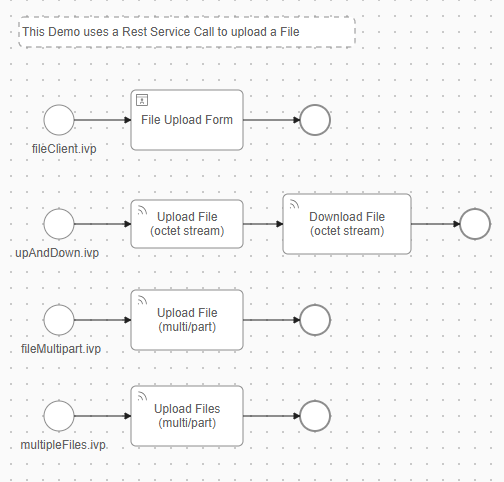 This Demo uses a Rest Service Call to upload a File
File Upload Form
fileClient.ivp
Upload File
(octet stream)
Download File
(octet stream)
upAndDown.ivp
Upload File
(multi/part)
fileMultipart.ivp
Upload Files
(multi/part)
multipleFiles.ivp